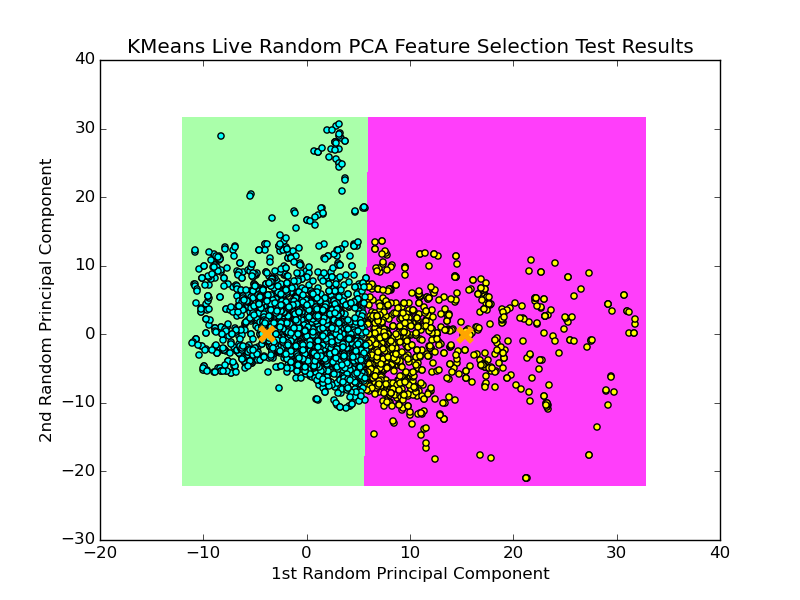 KMeans Live Random PCA Feature Selection Test Results
40
30
20
10
0
−10
−20
−30
2nd Random Principal Component
−20 −10 0 10 20 30 40
1st Random Principal Component